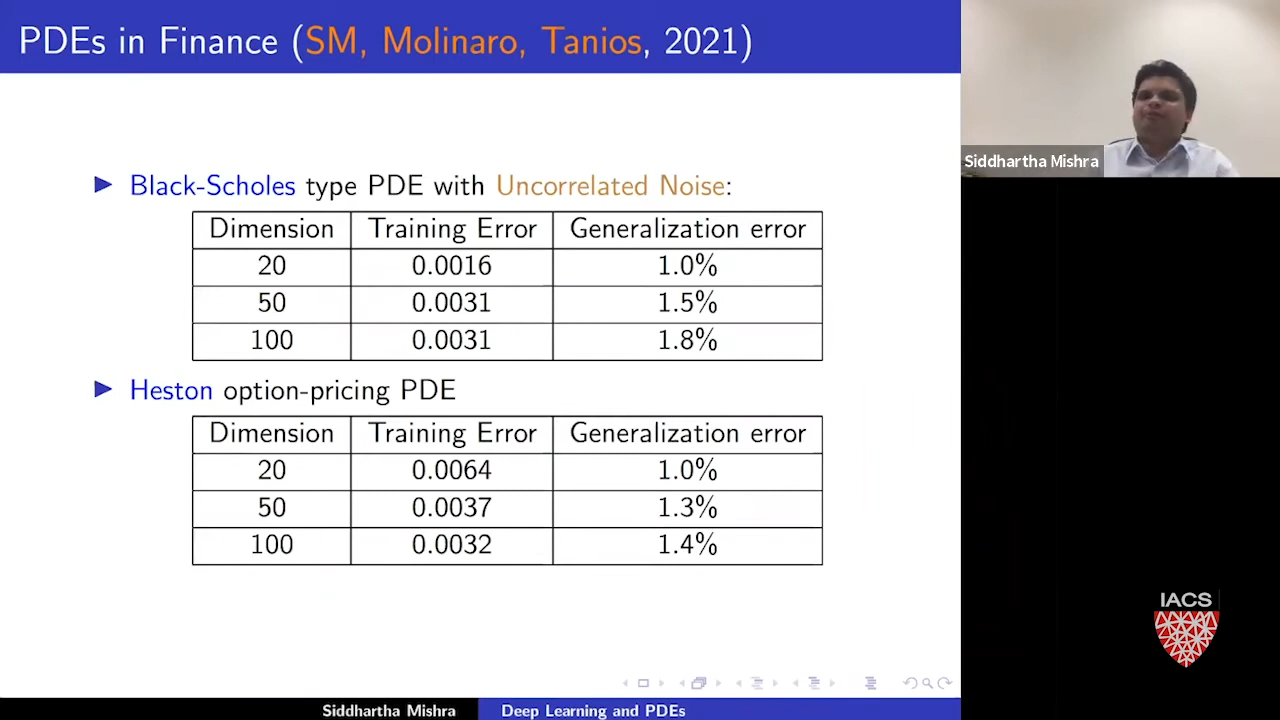 PDEs in Finance (SM, Molinaro, Tanios, 2021)
Siddhartha Mishra
▶ Black-Scholes type PDE with Uncorrelated Noise:
Dimension Training Error Generalization error
20 0.0016 1.0%
50 0.0031 1.5%
100 0.0031 1.8%
▶ Heston option-pricing PDE
Dimension Training Error Generalization error
20 0.0064 1.0%
50 0.0037 1.3%
100 0.0032 1.4%
IACS
Siddhartha Mishra Deep Learning and PDEs